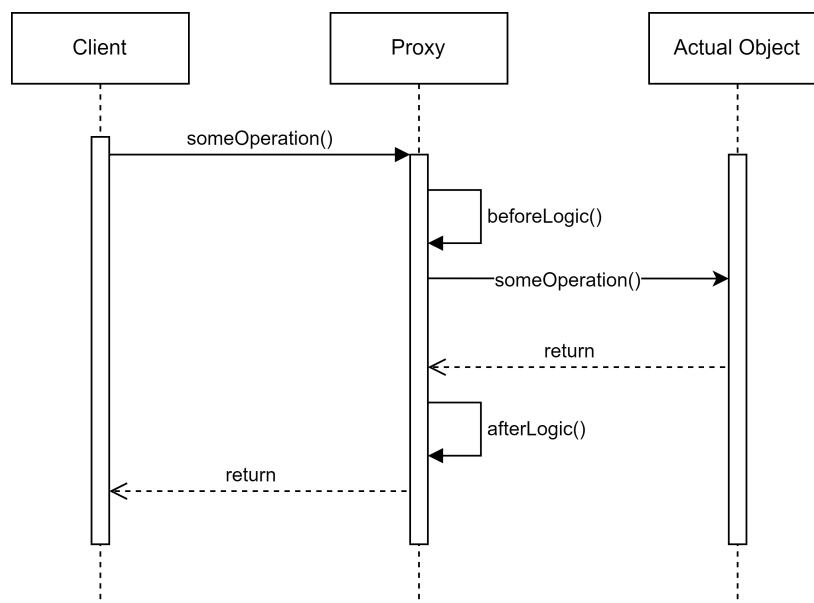 Client
Proxy
Actual Object
someOperation()
beforeLogic()
someOperation()
return
afterLogic()
return